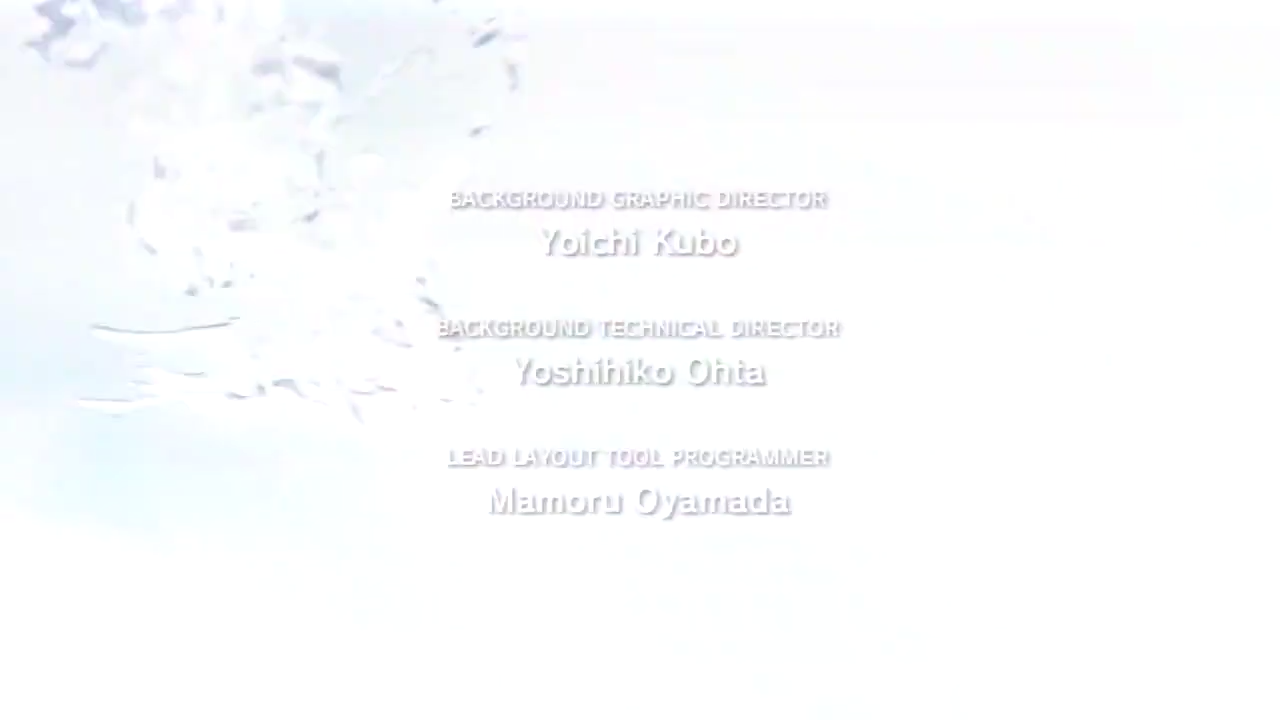 BACKGROUND GRAPHIC DIRECTOR
Yoichi Kubo
BACKGROUND TECHNICAL DIRECTOR
Yoshihiko Ohta
LEAD LAYOUT TOOL PROGRAMMER
Mamoru Oyamada